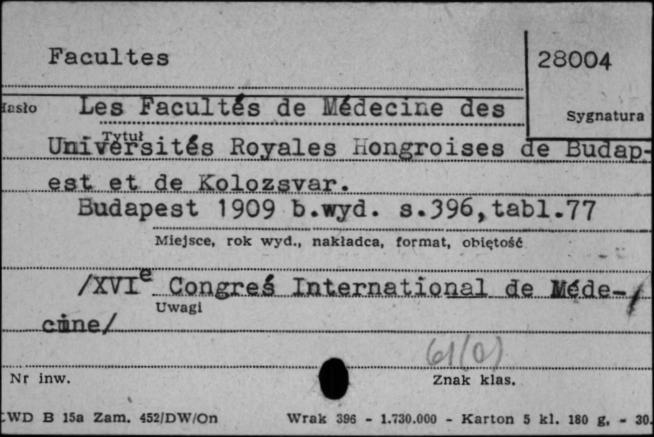 Facultes
28004
Hasło Les Facultés de Médecine des
Sygnatura
Tytuł
Universités Royales Hongroises de Budap-
est et de Kolozsvar.
Budapest 1909 b.wyd. s.396,tabl.77
Miejsce, rok wyd., nakładca, format, objętość
/XVIe Congreś International de Méde-
Uwagi
cine/
61(0)
Nr inw.
Znak klas.
CWD B 15a Zam. 452/DW/On Wrak 396 - 1.730.000 - Karton 5 kl. 180 g. - 30.